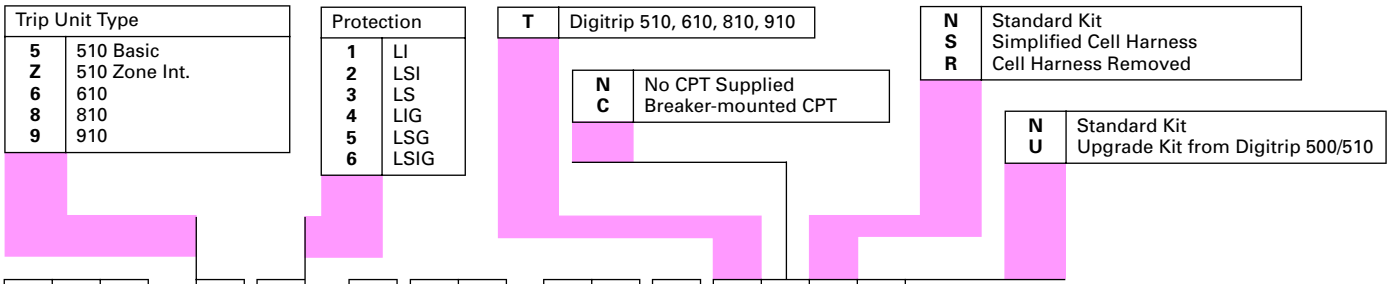 Trip Unit Type
5 510 Basic
Z 510 Zone Int.
6 610
8 810
9 910
Protection
1 LI
2 LSI
3 LS
4 LIG
5 LSG
6 LSIG
T Digitrip 510, 610, 810, 910
N No CPT Supplied
C Breaker-mounted CPT
N Standard Kit
S Simplified Cell Harness
R Cell Harness Removed
N Standard Kit
U Upgrade Kit from Digitrip 500/510